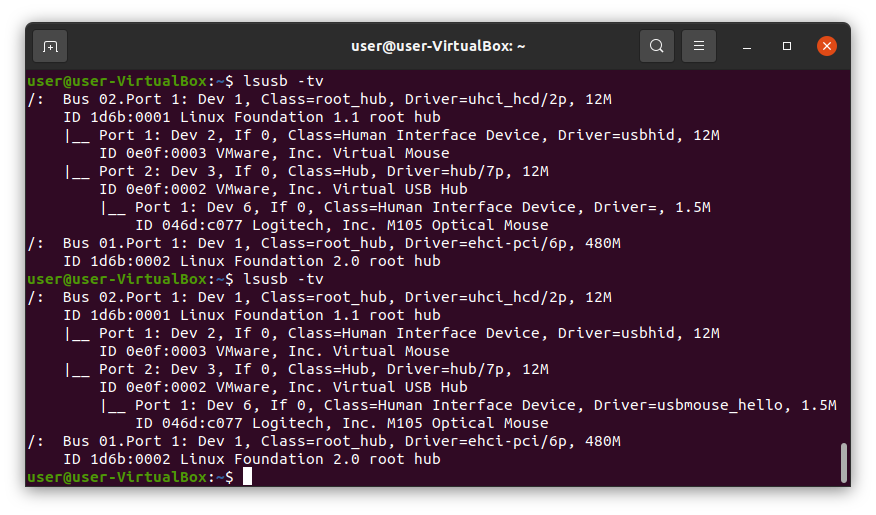 user@user-VirtualBox: ~
user@user-VirtualBox:~$ lsusb -tv
/:  Bus 02.Port 1: Dev 1, Class=root_hub, Driver=uhci_hcd/2p, 12M
    ID 1d6b:0001 Linux Foundation 1.1 root hub
    |__ Port 1: Dev 2, If 0, Class=Human Interface Device, Driver=usbhid, 12M
        ID 0e0f:0003 VMware, Inc. Virtual Mouse
    |__ Port 2: Dev 3, If 0, Class=Hub, Driver=hub/7p, 12M
        ID 0e0f:0002 VMware, Inc. Virtual USB Hub
        |__ Port 1: Dev 6, If 0, Class=Human Interface Device, Driver=, 1.5M
            ID 046d:c077 Logitech, Inc. M105 Optical Mouse
/:  Bus 01.Port 1: Dev 1, Class=root_hub, Driver=ehci-pci/6p, 480M
    ID 1d6b:0002 Linux Foundation 2.0 root hub
user@user-VirtualBox:~$ lsusb -tv
/:  Bus 02.Port 1: Dev 1, Class=root_hub, Driver=uhci_hcd/2p, 12M
    ID 1d6b:0001 Linux Foundation 1.1 root hub
    |__ Port 1: Dev 2, If 0, Class=Human Interface Device, Driver=usbhid, 12M
        ID 0e0f:0003 VMware, Inc. Virtual Mouse
    |__ Port 2: Dev 3, If 0, Class=Hub, Driver=hub/7p, 12M
        ID 0e0f:0002 VMware, Inc. Virtual USB Hub
        |__ Port 1: Dev 6, If 0, Class=Human Interface Device, Driver=usbmouse_hello, 1.5M
            ID 046d:c077 Logitech, Inc. M105 Optical Mouse
/:  Bus 01.Port 1: Dev 1, Class=root_hub, Driver=ehci-pci/6p, 480M
    ID 1d6b:0002 Linux Foundation 2.0 root hub
user@user-VirtualBox:~$